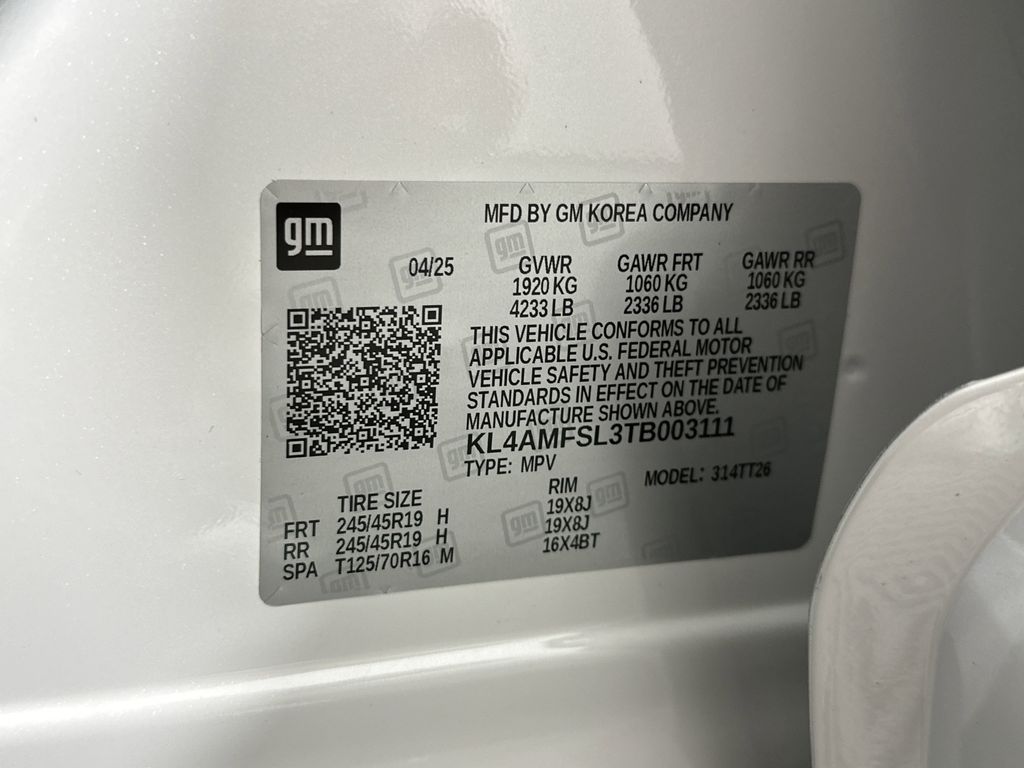 gm
MFD BY GM KOREA COMPANY
04/25 GVWR GAWR FRT GAWR RR
1920 KG 1060 KG 1060 KG
4233 LB 2336 LB 2336 LB
THIS VEHICLE CONFORMS TO ALL
APPLICABLE U.S. FEDERAL MOTOR
VEHICLE SAFETY AND THEFT PREVENTION
STANDARDS IN EFFECT ON THE DATE OF
MANUFACTURE SHOWN ABOVE.
KL4AMFSL3TB003111
TYPE: MPV MODEL: 314TT26
TIRE SIZE RIM
FRT 245/45R19 H 19X8J
RR 245/45R19 H 19X8J
SPA T125/70R16 M 16X4BT